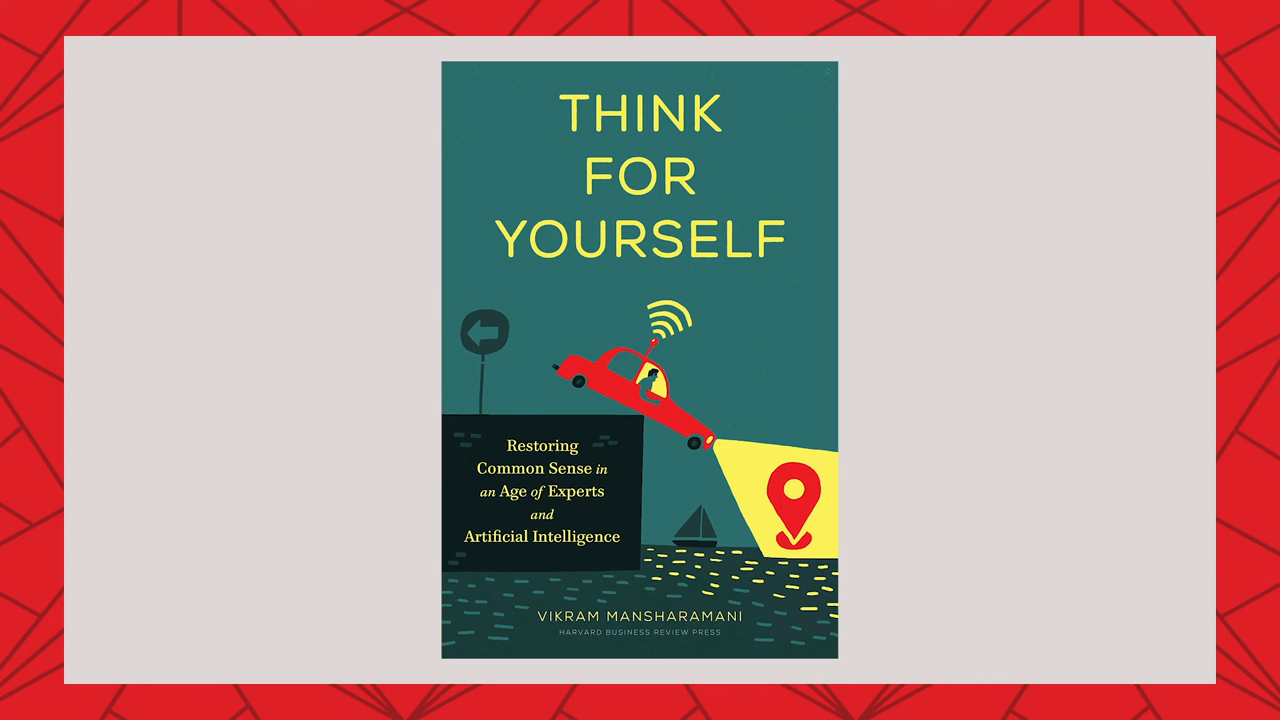 THINK
FOR
YOURSELF
Restoring
Common Sense in
an Age of Experts
and
Artificial Intelligence
VIKRAM MANSHARAMANI
HARVARD BUSINESS REVIEW PRESS